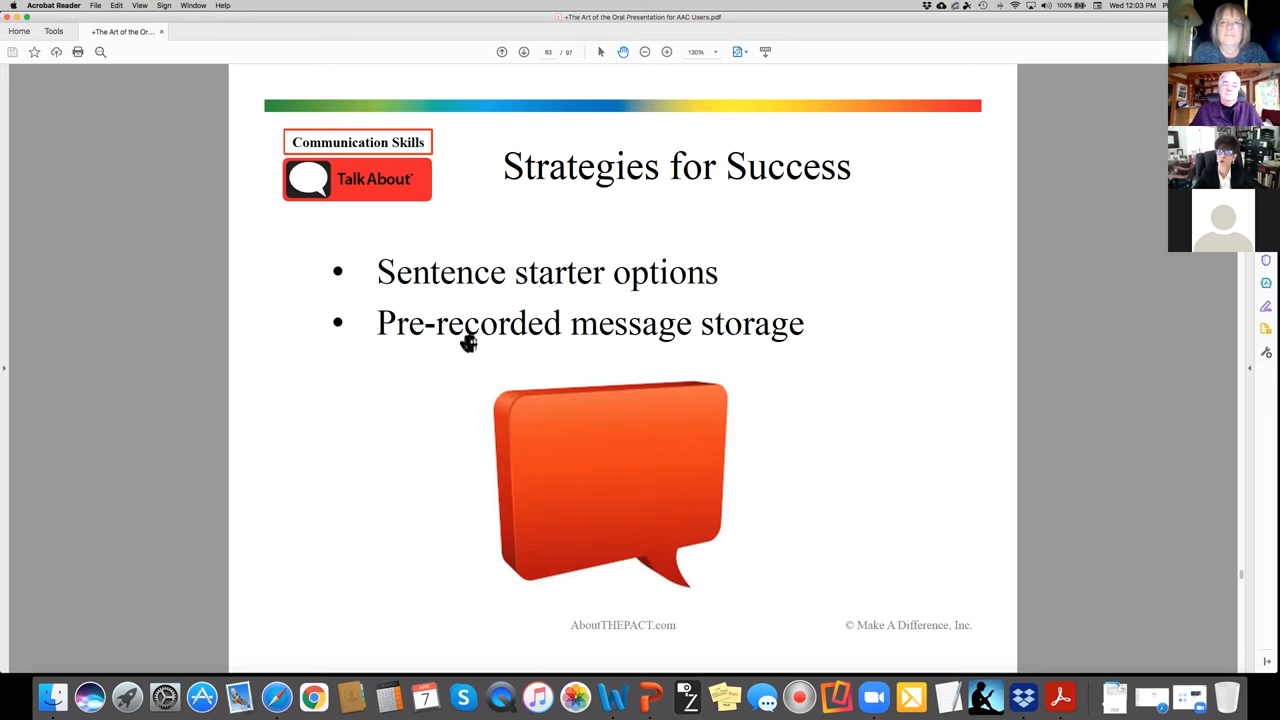 Acrobat Reader File Edit View Sign Window Help
100% Wed 12:03 PM
+The Art of the Oral Presentation for AAC Users.pdf
Home Tools +The Art of the Or... ×
83 / 97 130%
Communication Skills
TalkAbout
Strategies for Success
• Sentence starter options
• Pre-recorded message storage
AboutTHEPACT.com © Make A Difference, Inc.